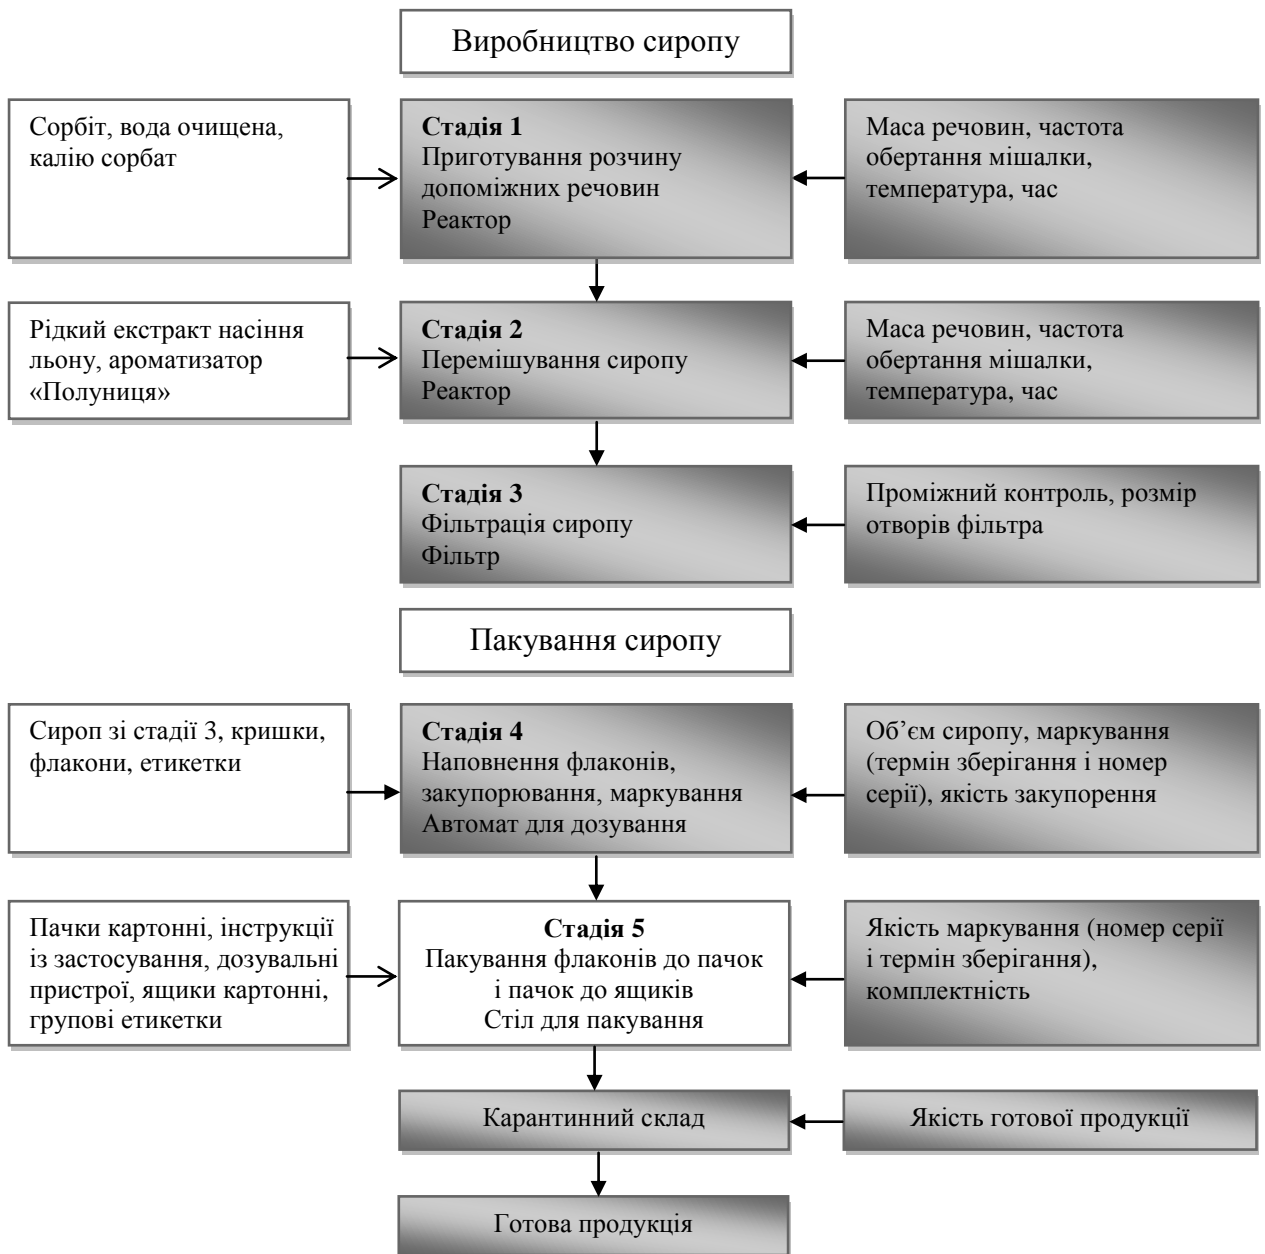 Виробництво сиропу
Сорбіт, вода очищена,
калію сорбат
Стадія 1
Приготування розчину
допоміжних речовин
Реактор
Маса речовин, частота
обертання мішалки,
температура, час
Рідкий екстракт насіння
льону, ароматизатор
«Полуниця»
Стадія 2
Перемішування сиропу
Реактор
Маса речовин, частота
обертання мішалки,
температура, час
Стадія 3
Фільтрація сиропу
Фільтр
Проміжний контроль, розмір
отворів фільтра
Пакування сиропу
Сироп зі стадії 3, кришки,
флакони, етикетки
Стадія 4
Наповнення флаконів,
закупорювання, маркування
Автомат для дозування
Об’єм сиропу, маркування
(термін зберігання і номер
серії), якість закупорення
Пачки картонні, інструкції
із застосування, дозувальні
пристрої, ящики картонні,
групові етикетки
Стадія 5
Пакування флаконів до пачок
і пачок до ящиків
Стіл для пакування
Якість маркування (номер серії
і термін зберігання),
комплектність
Карантинний склад
Якість готової продукції
Готова продукція